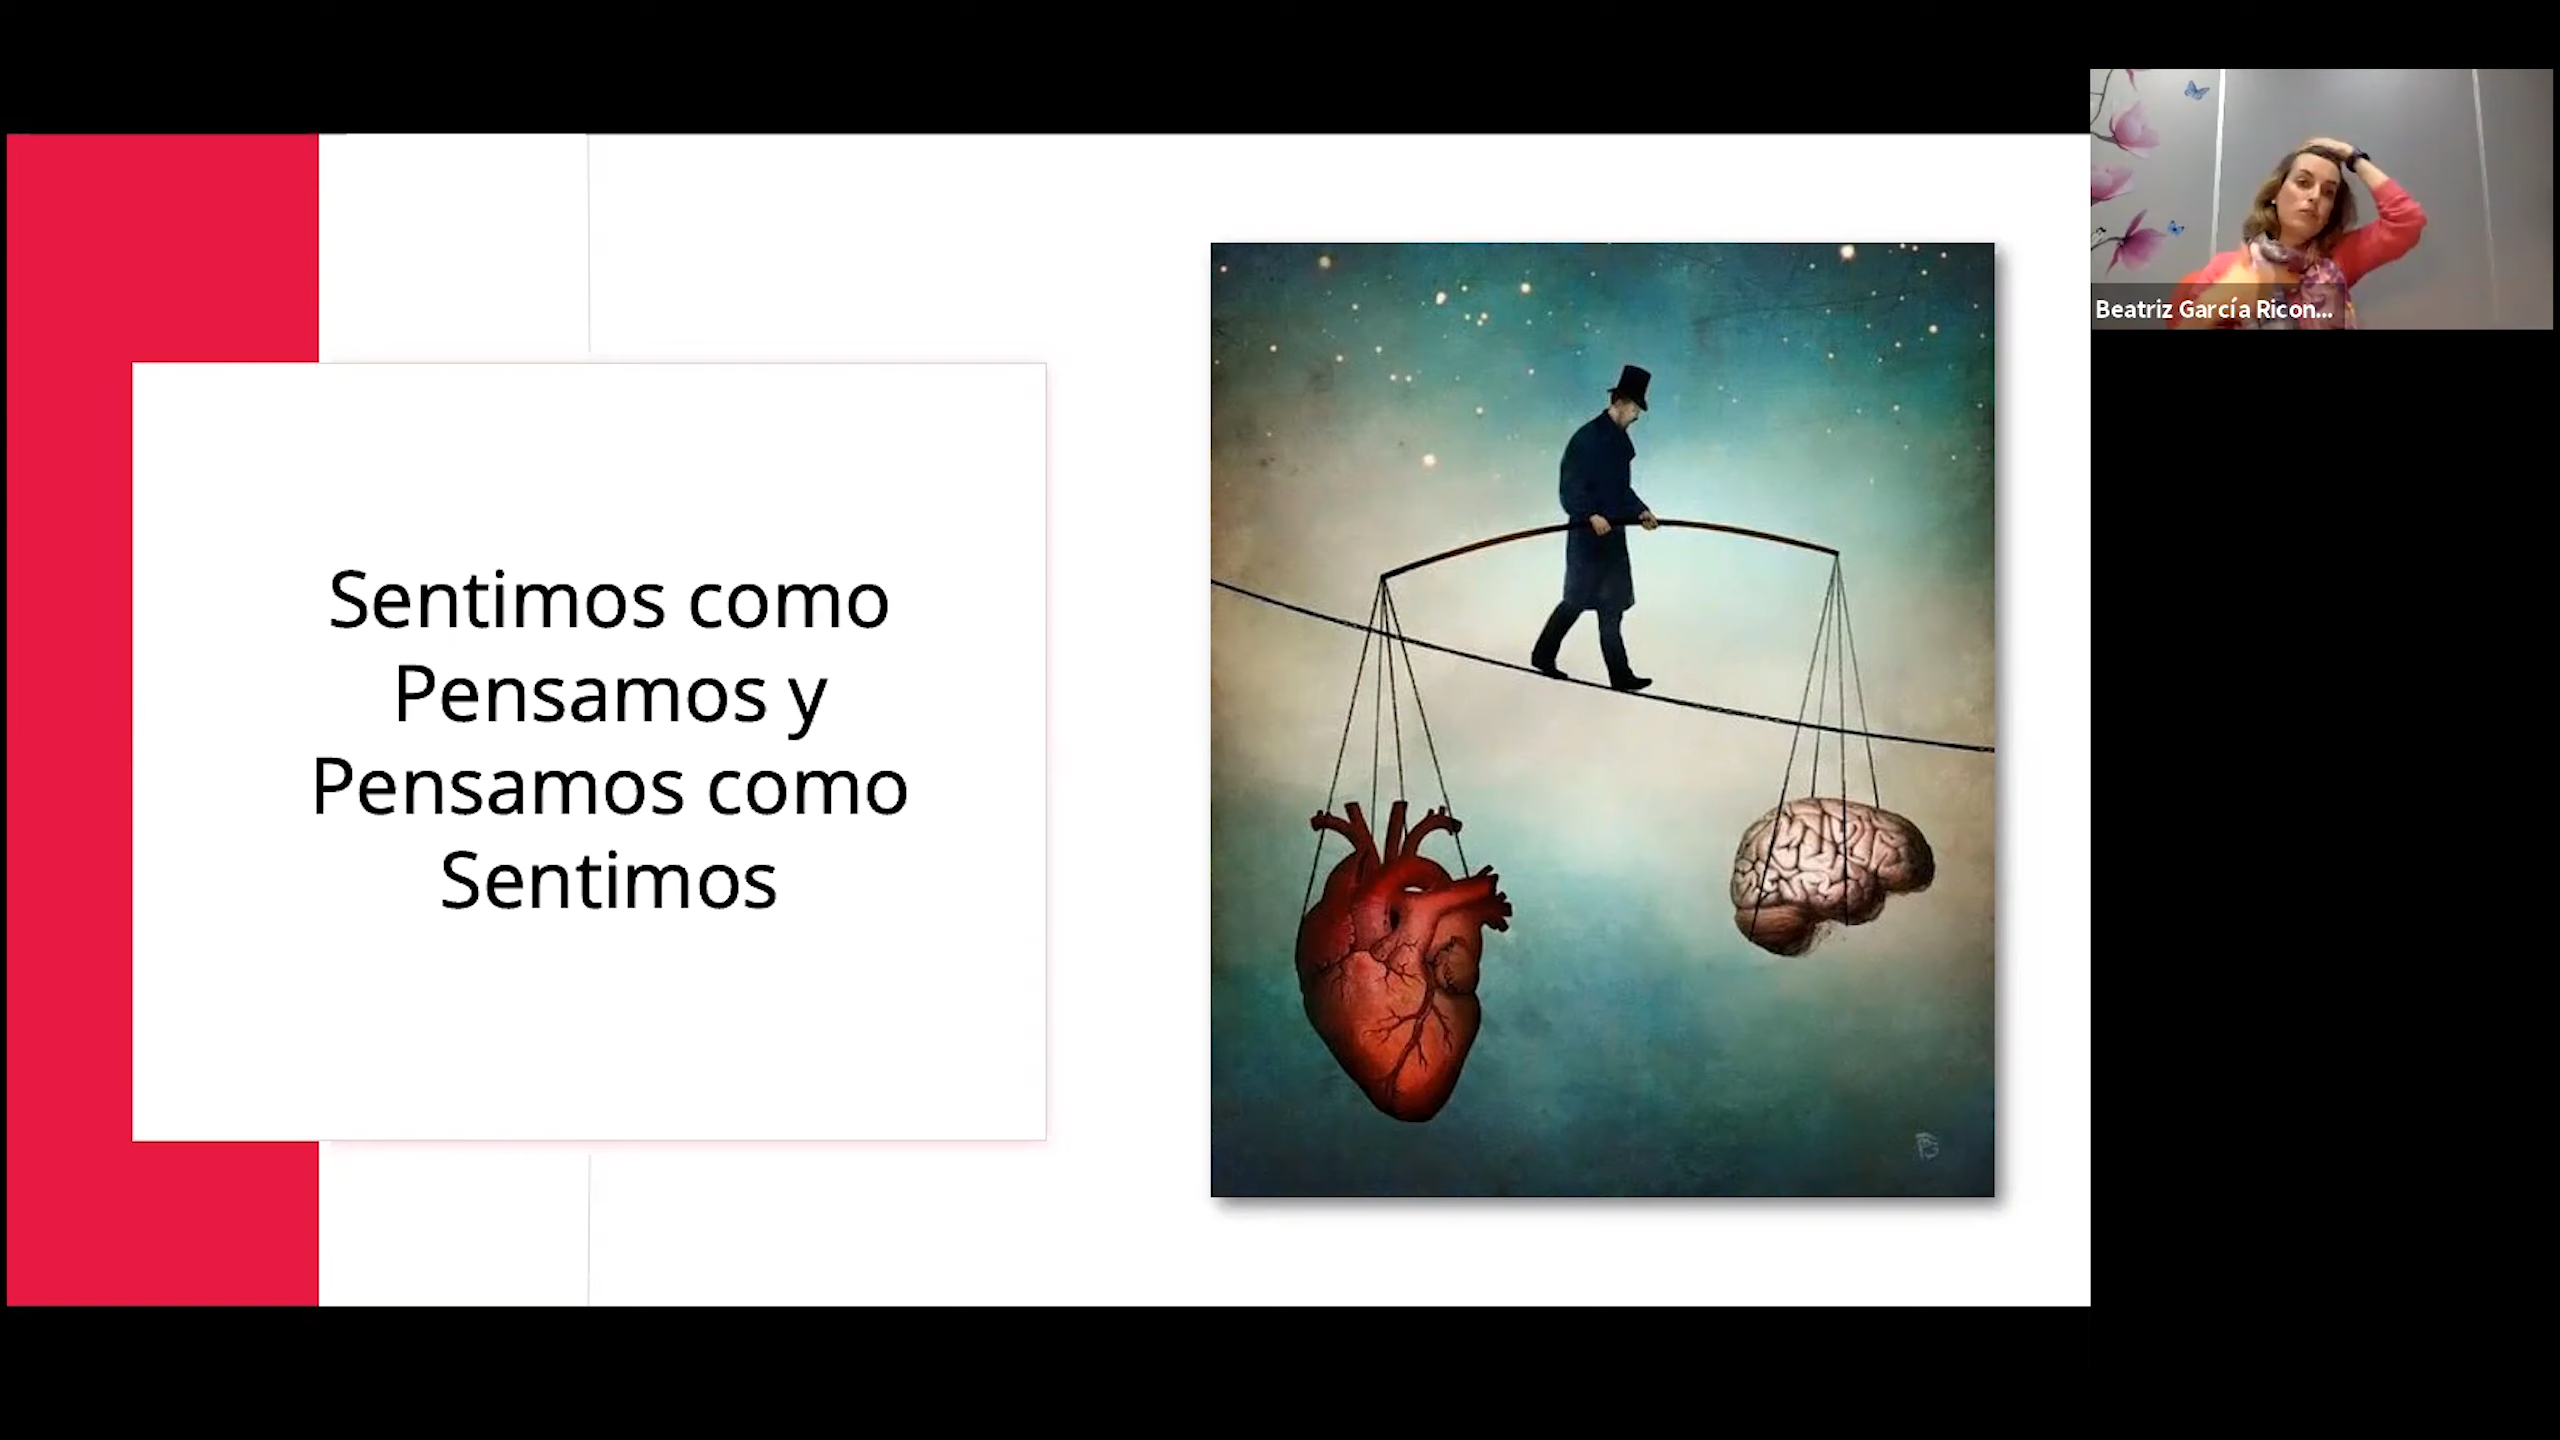 Sentimos como
Pensamos y
Pensamos como
Sentimos
Beatriz García Ricon...